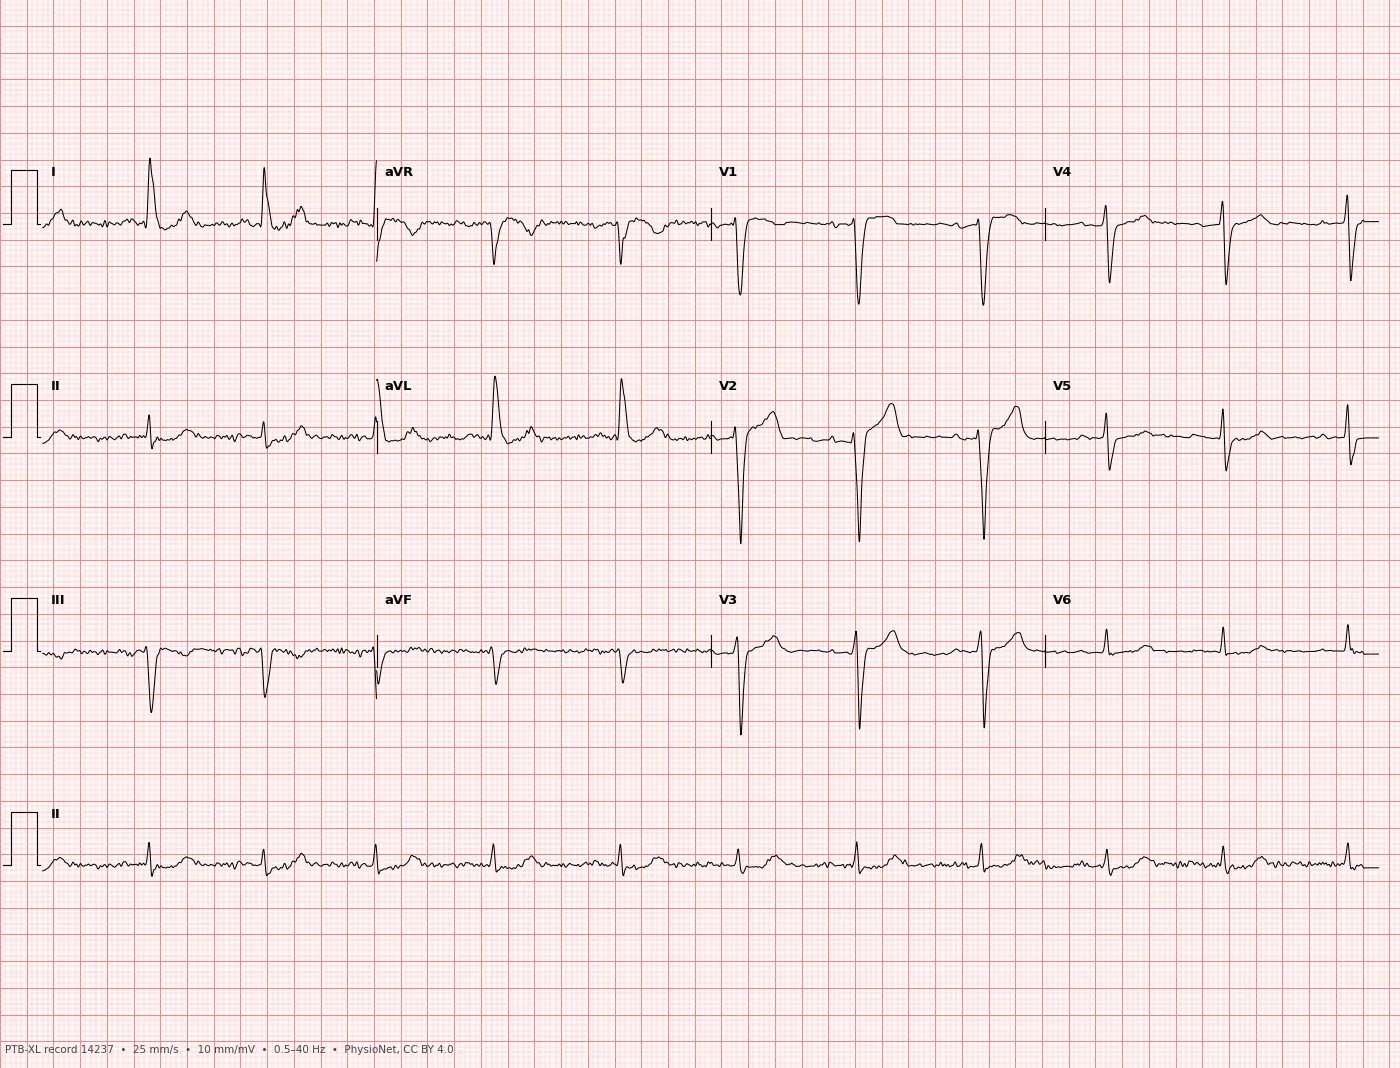 I aVR V1 V4
II aVL V2 V5
III aVF V3 V6
II
PTB-XL record 14237 • 25 mm/s • 10 mm/mV • 0.5–40 Hz • PhysioNet, CC BY 4.0